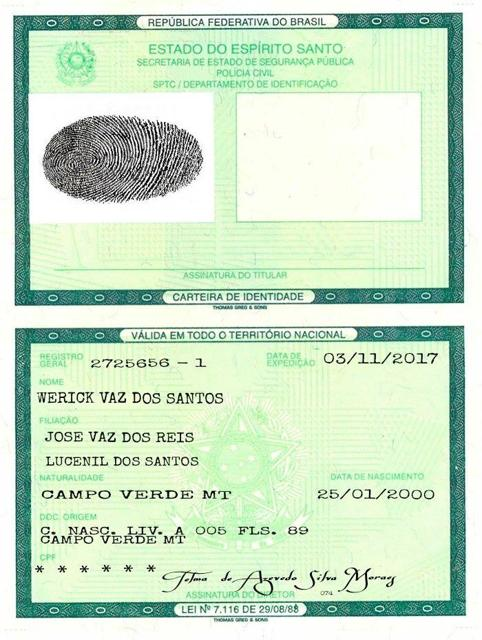 REPÚBLICA FEDERATIVA DO BRASIL
ESTADO DO ESPÍRITO SANTO
SECRETARIA DE ESTADO DE SEGURANÇA PÚBLICA
POLÍCIA CIVIL
SPTC / DEPARTAMENTO DE IDENTIFICAÇÃO
ASSINATURA DO TITULAR
CARTEIRA DE IDENTIDADE
THOMAS GREG & SONS
VÁLIDA EM TODO O TERRITÓRIO NACIONAL
REGISTRO GERAL 2725656 - 1 DATA DE EXPEDIÇÃO 03/11/2017
NOME
WERICK VAZ DOS SANTOS
FILIAÇÃO
JOSE VAZ DOS REIS
LUCENIL DOS SANTOS
NATURALIDADE DATA DE NASCIMENTO
CAMPO VERDE MT 25/01/2000
DOC. ORIGEM
C. NASC. LIV. A 005 FLS. 89
CAMPO VERDE MT
CPF
* * * * * *
Telma de Azevedo Silva Moraes
074
ASSINATURA DO DIRETOR
LEI Nº 7.116 DE 29/08/83
THOMAS GREG & SONS